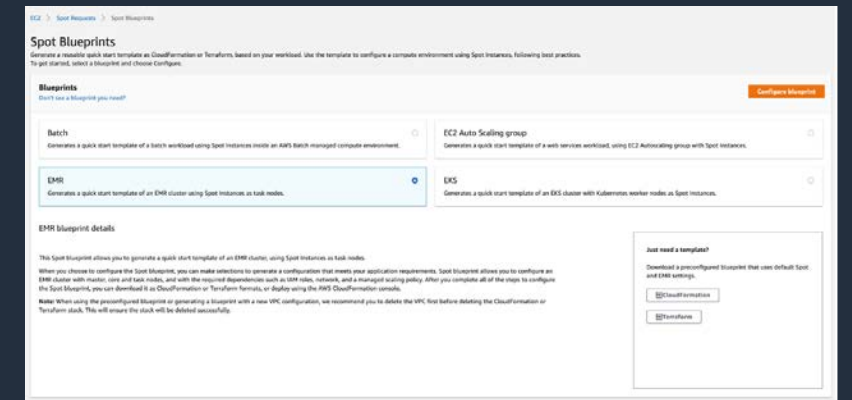 EC2 > Spot Requests > Spot Blueprints
Spot Blueprints
Generate a reusable quick start template as CloudFormation or Terraform, based on your workload. Use the template to configure a compute environment using Spot Instances, following best practices.
To get started, select a blueprint and choose Configure.
Blueprints
Don't see a blueprint you need?
Configure blueprint
Batch
Generates a quick start template of a batch workload using Spot Instances inside an AWS Batch managed compute environment.
EC2 Auto Scaling group
Generates a quick start template of a web services workload, using EC2 Autoscaling group with Spot Instances.
EMR
Generates a quick start template of an EMR cluster using Spot Instances as task nodes.
EKS
Generates a quick start template of an EKS cluster with Kubernetes worker nodes as Spot Instances.
EMR blueprint details
This Spot blueprint allows you to generate a quick start template of an EMR cluster, using Spot Instances as task nodes.
When you choose to configure the Spot blueprint, you can make selections to generate a configuration that meets your application requirements. Spot blueprint allows you to configure an
EMR cluster with master, core and task nodes, and with the required dependencies such as IAM roles, network, and a managed scaling policy. After you complete all of the steps to configure
the Spot blueprint, you can download it as CloudFormation or Terraform formats, or deploy using the AWS CloudFormation console.
Note: When using the preconfigured blueprint or generating a blueprint with a new VPC configuration, we recommend you to delete the VPC first before deleting the CloudFormation or
Terraform stack. This will ensure the stack will be deleted successfully.
Just need a template?
Download a preconfigured blueprint that uses default Spot
and EMR settings.
CloudFormation
Terraform